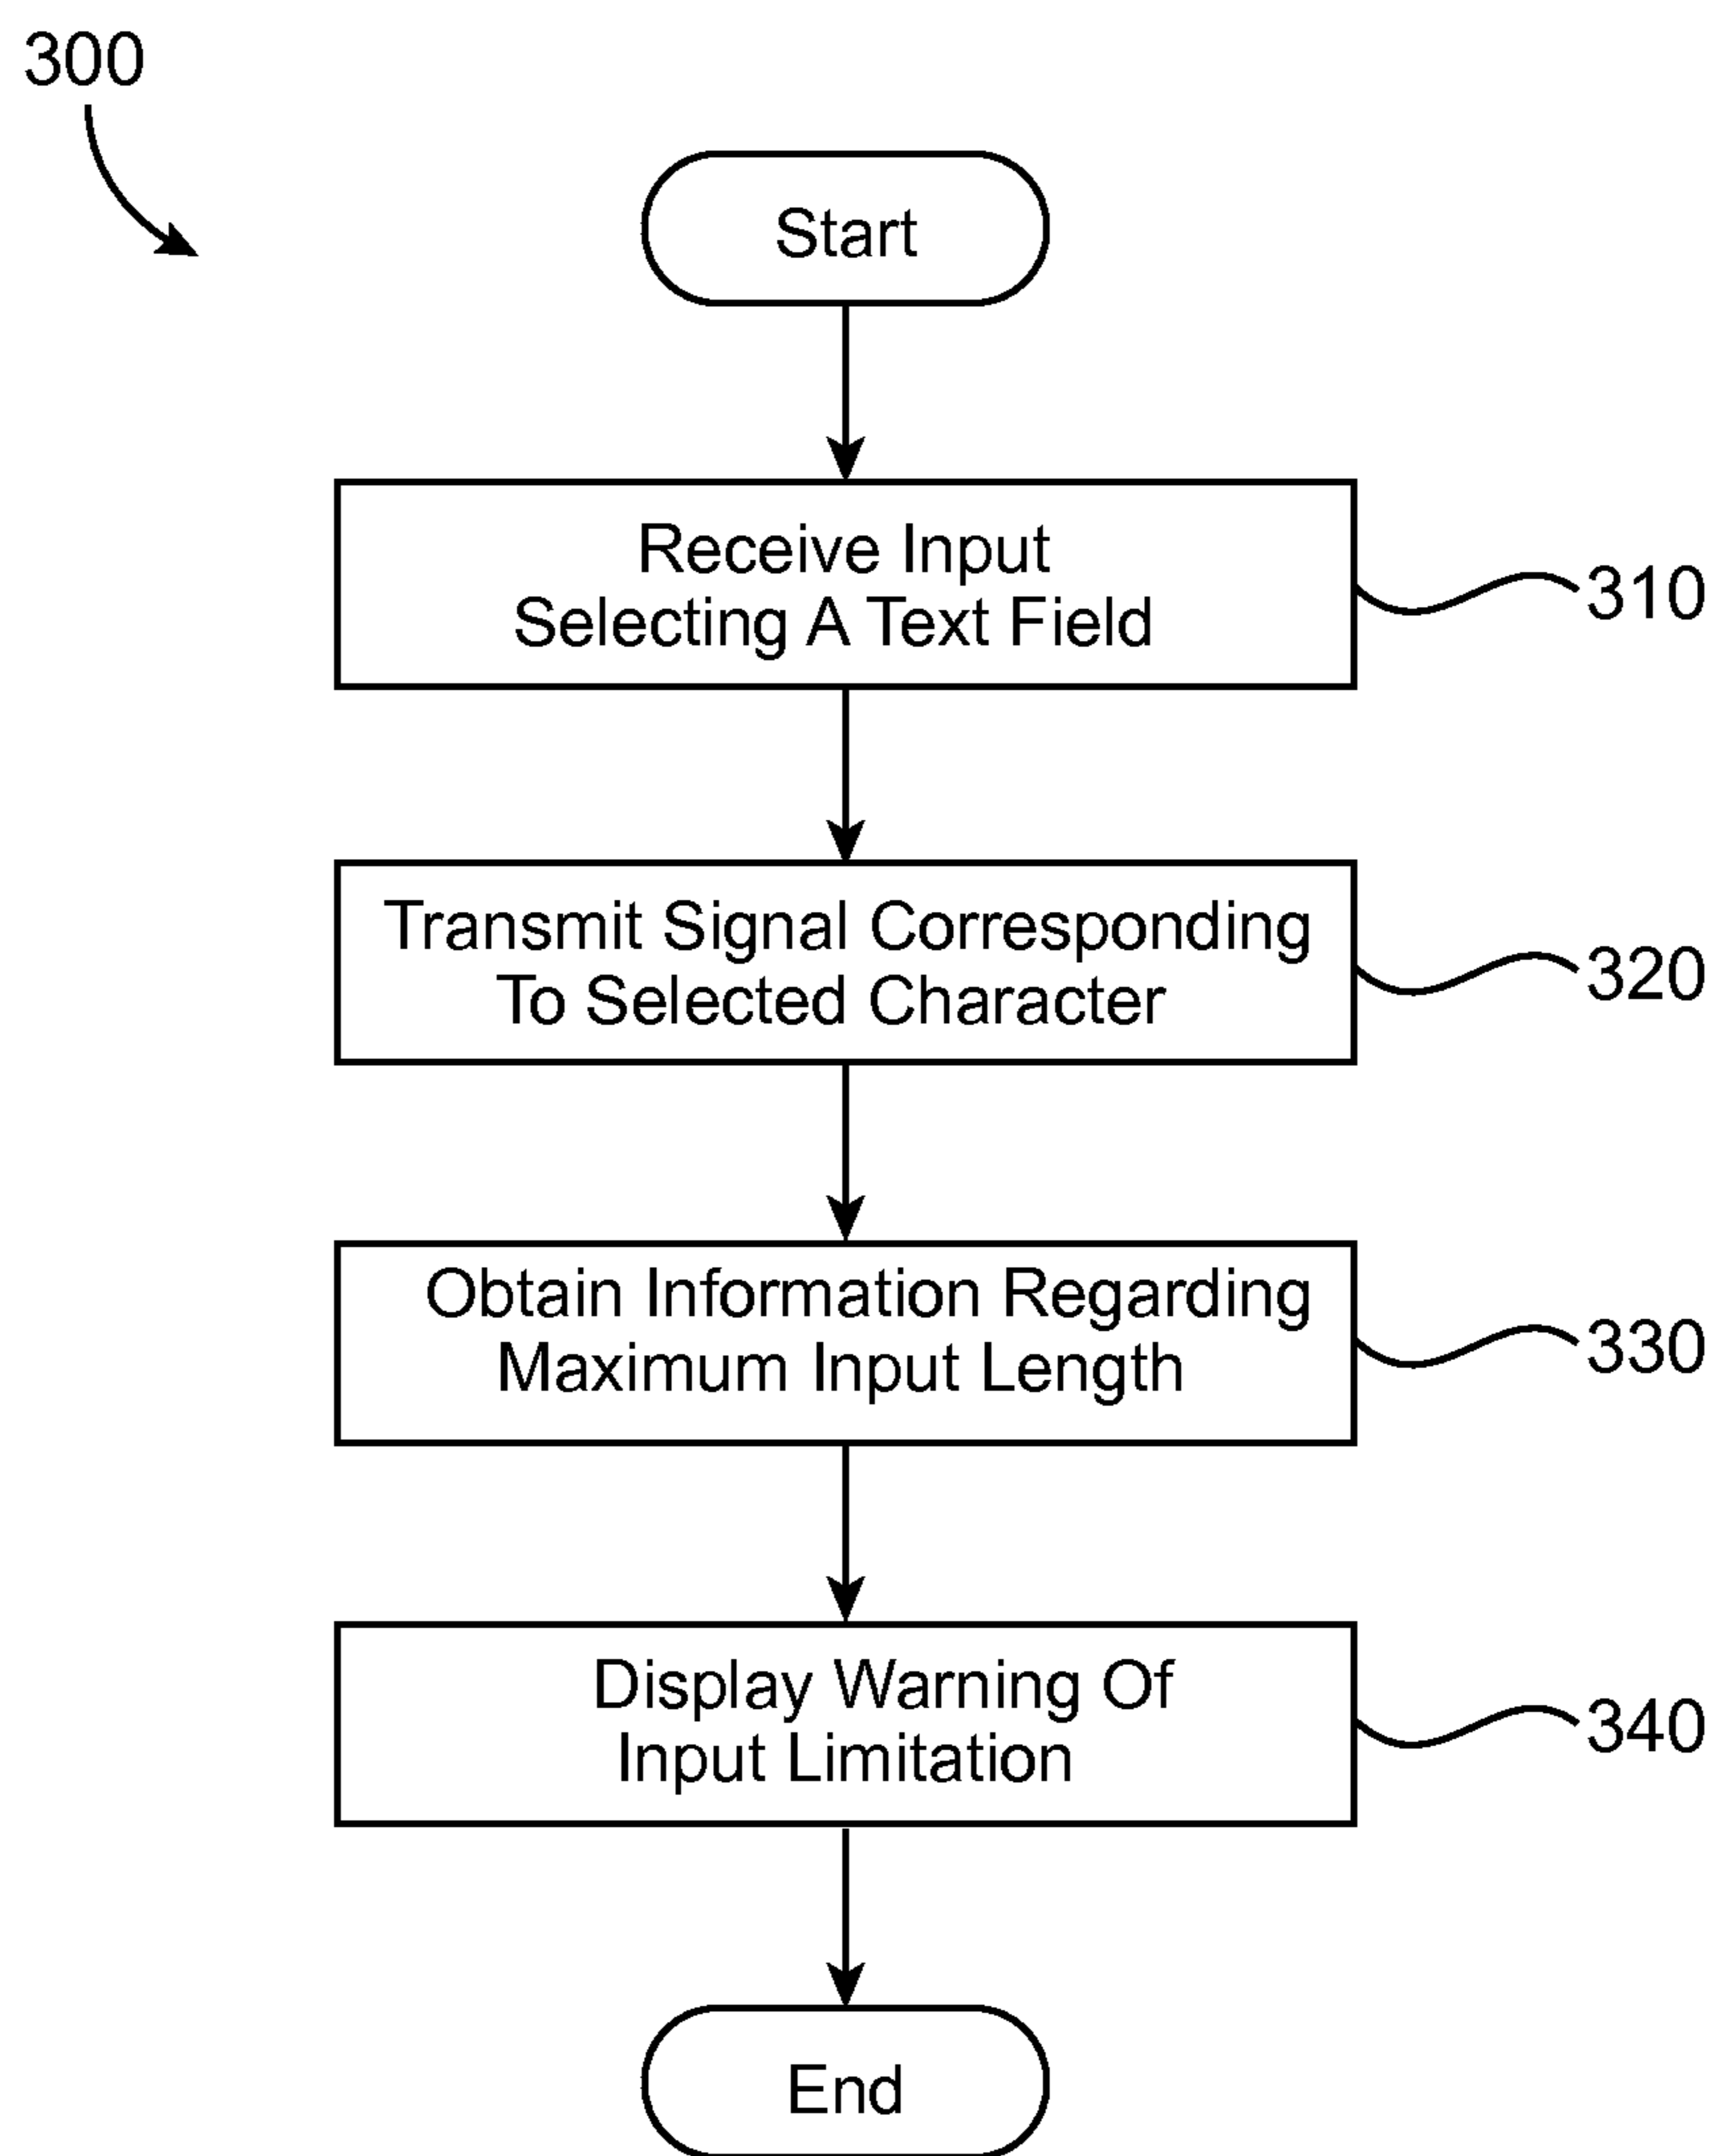 300
Start
Receive Input
Selecting A Text Field
310
Transmit Signal Corresponding
To Selected Character
320
Obtain Information Regarding
Maximum Input Length
330
Display Warning Of
Input Limitation
340
End